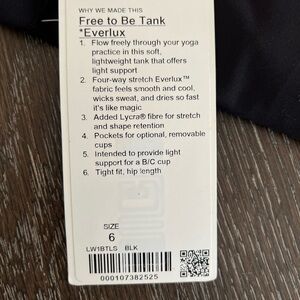 WHY WE MADE THIS
Free to Be Tank
*Everlux
1. Flow freely through your yoga
practice in this soft,
lightweight tank that offers
light support
2. Four-way stretch Everlux™
fabric feels smooth and cool,
wicks sweat, and dries so fast
it's like magic
3. Added Lycra® fibre for stretch
and shape retention
4. Pockets for optional, removable
cups
5. Intended to provide light
support for a B/C cup
6. Tight fit, hip length
SIZE
6
LW1BTLS BLK
000107382525